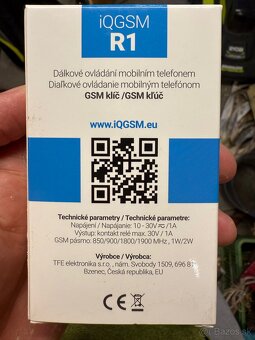 iQGSM
R1
Dálkové ovládání mobilním telefonem
Diaľkové ovládanie mobilným telefónom
GSM klíč /GSM kľúč
www.iQGSM.eu
Technické parametry / Technické parametre:
Napájení / Napájanie: 10 - 30V /1A
Výstup: kontakt relé max. 30V / 1A
GSM pásmo: 850/900/1800/1900 MHz , 1W/2W
Výrobce / Výrobca:
TFE elektronika s.r.o., nám. Svobody 1509, 696 81
Bzenec, Česká republika, EU
CE